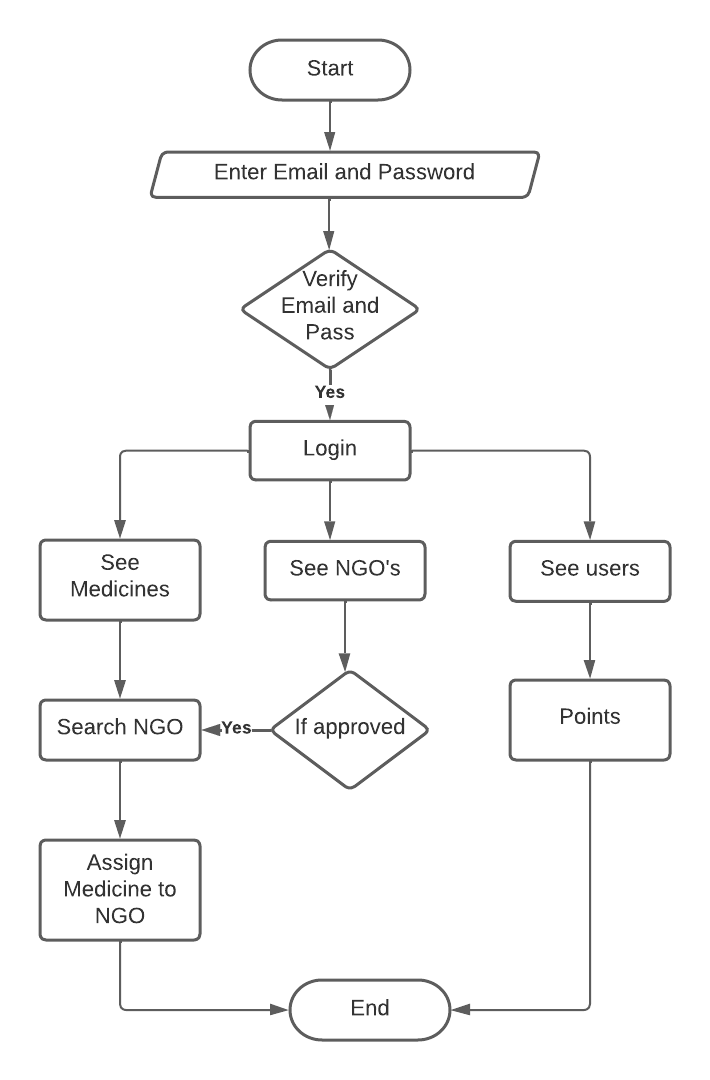 Start
Enter Email and Password
Verify
Email and
Pass
Yes
Login
See
Medicines
See NGO's
See users
Search NGO
Yes
If approved
Points
Assign
Medicine to
NGO
End